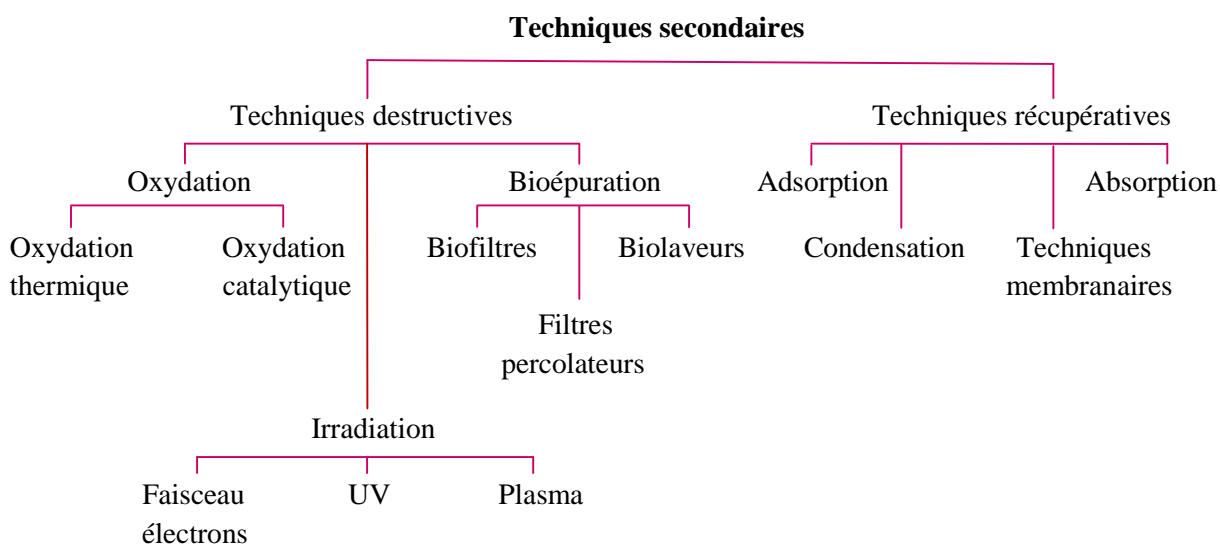 Techniques secondaires
Techniques destructives
Techniques récupératives
Oxydation
Bioépuration
Adsorption
Absorption
Oxydation
thermique
Oxydation
catalytique
Biofiltres
Biolaveurs
Condensation
Techniques
membranaires
Filtres
percolateurs
Irradiation
Faisceau
électrons
UV
Plasma